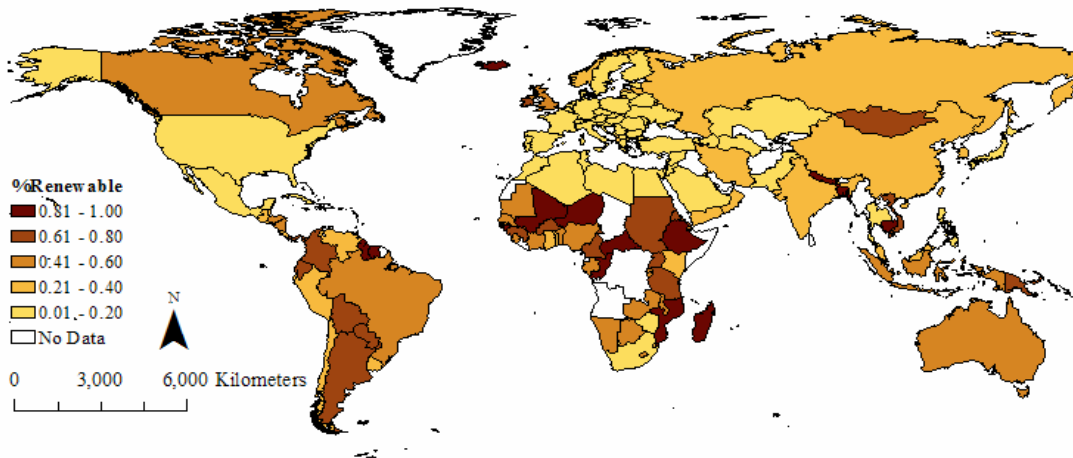 %Renewable
0.81 - 1.00
0.61 - 0.80
0.41 - 0.60
0.21 - 0.40
0.01 - 0.20
No Data
N
0 3,000 6,000 Kilometers